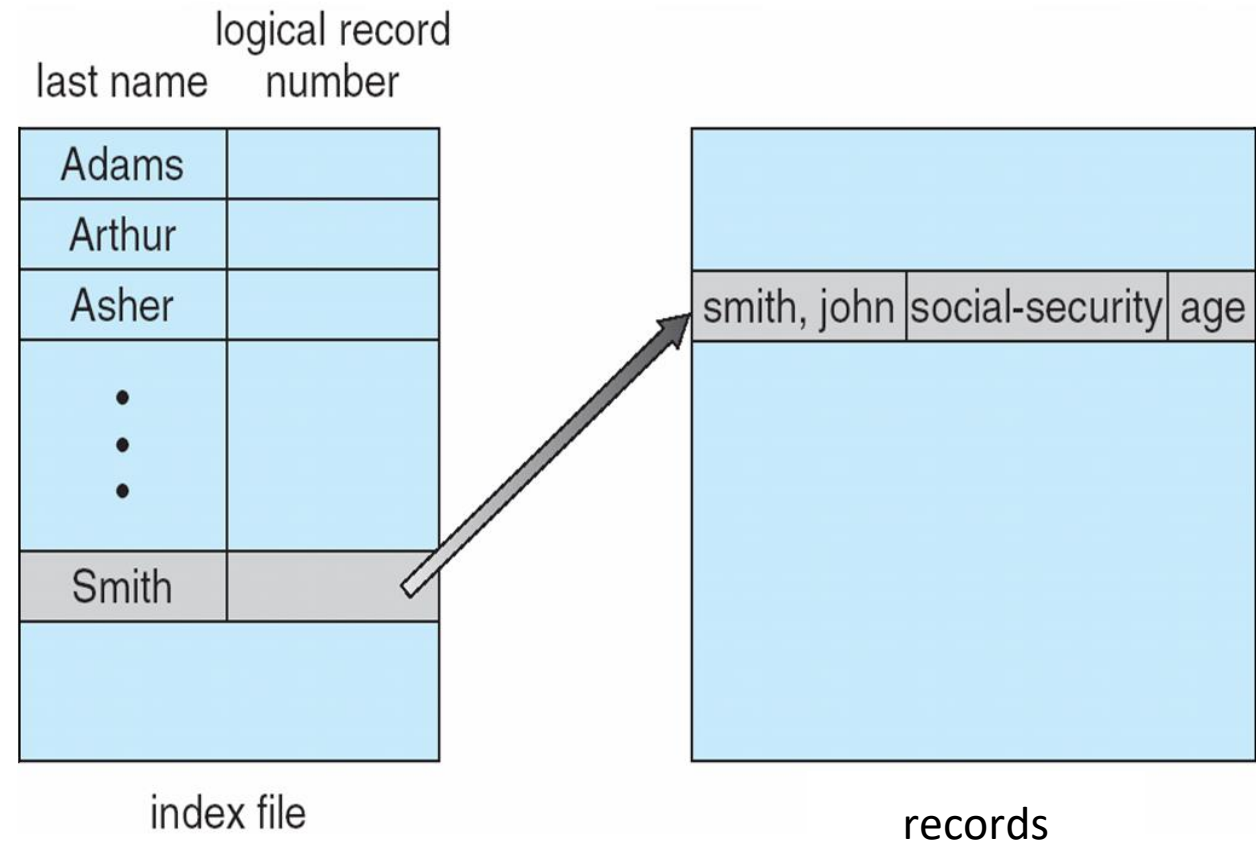 logical record
last name number
Adams
Arthur
Asher
Smith
smith, john social-security age
index file
records